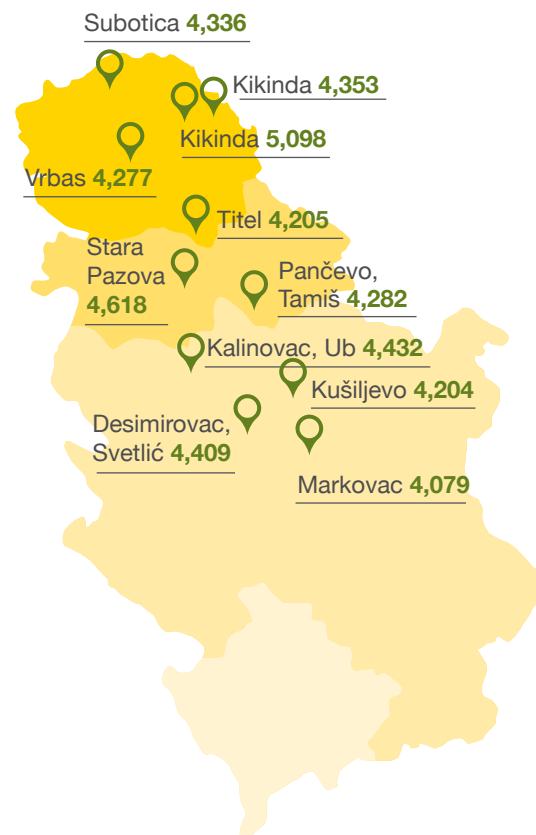 Subotica 4,336
Kikinda 4,353
Kikinda 5,098
Vrbas 4,277
Titel 4,205
Stara
Pazova
4,618
Pančevo,
Tamiš 4,282
Kalinovac, Ub 4,432
Kušiljevo 4,204
Desimirovac,
Svetlić 4,409
Markovac 4,079